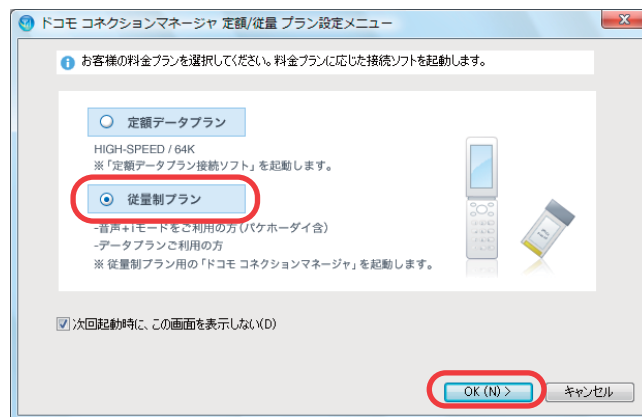 ドコモ コネクションマネージャ 定額/従量 プラン設定メニュー
お客様の料金プランを選択してください。料金プランに応じた接続ソフトを起動します。
定額データプラン
HIGH-SPEED / 64K
※「定額データプラン接続ソフト」を起動します。
従量制プラン
-音声+iモードをご利用の方(パケホーダイ含)
-データプランご利用の方
※ 従量制プラン用の「ドコモ コネクションマネージャ」を起動します。
次回起動時に、この画面を表示しない(D)
OK (N) >
キャンセル